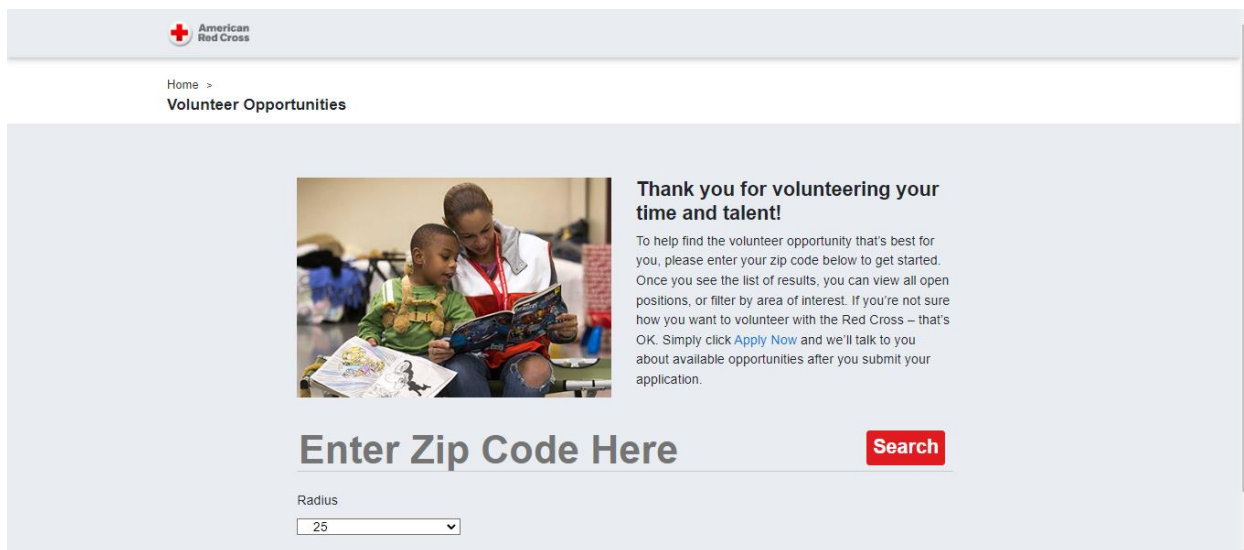 American
Red Cross
Home >
Volunteer Opportunities
Thank you for volunteering your
time and talent!
To help find the volunteer opportunity that's best for
you, please enter your zip code below to get started.
Once you see the list of results, you can view all open
positions, or filter by area of interest. If you're not sure
how you want to volunteer with the Red Cross – that's
OK. Simply click Apply Now and we'll talk to you
about available opportunities after you submit your
application.
Enter Zip Code Here
Search
Radius
25